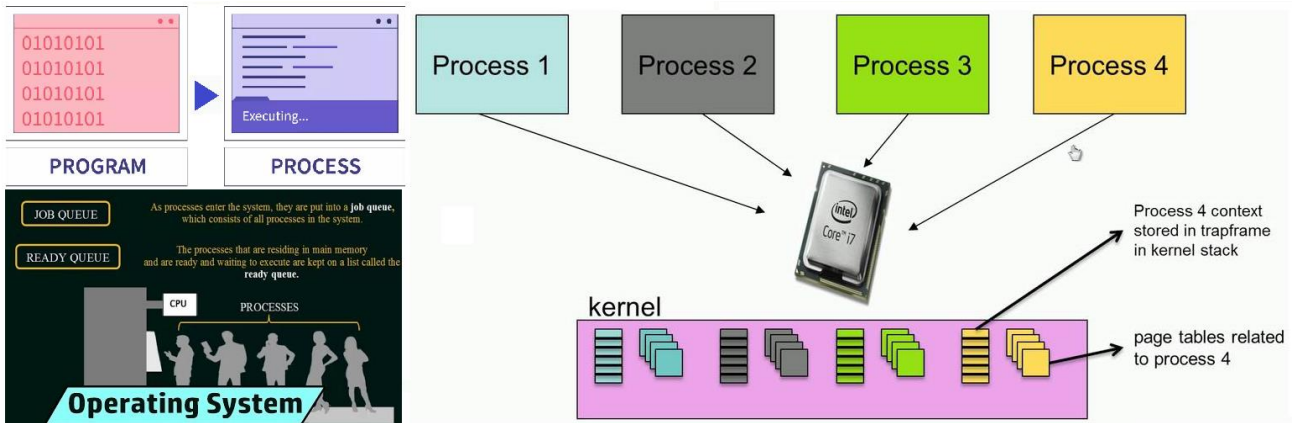 01010101
01010101
01010101
01010101
Executing...
PROGRAM
PROCESS
JOB QUEUE
As processes enter the system, they are put into a job queue,
which consists of all processes in the system.
READY QUEUE
The processes that are residing in main memory
and are ready and waiting to execute are kept on a list called the
ready queue.
CPU
PROCESSES
Operating System
Process 1
Process 2
Process 3
Process 4
intel
Core™ i7
Process 4 context
stored in trapframe
in kernel stack
kernel
page tables related
to process 4